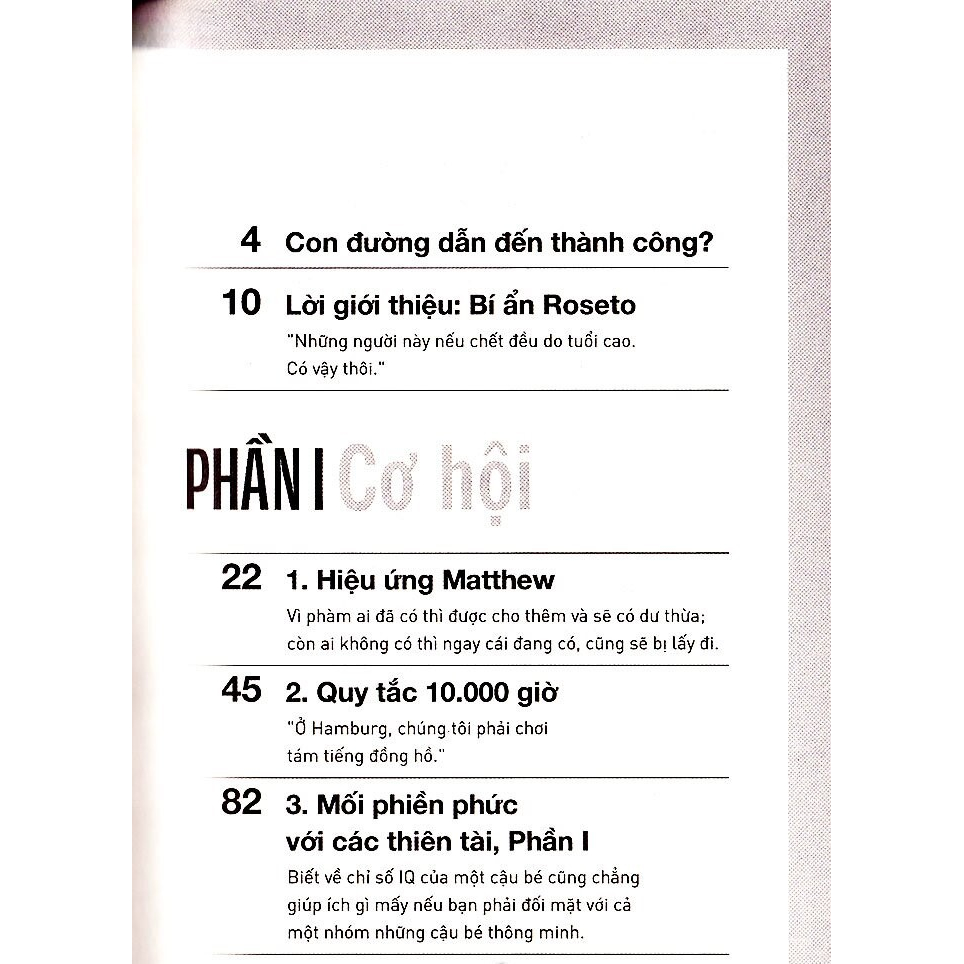 4 Con đường dẫn đến thành công?
10 Lời giới thiệu: Bí ẩn Roseto
"Những người này nếu chết đều do tuổi cao.
Có vậy thôi."
PHẦN I Cơ hội
22 1. Hiệu ứng Matthew
Vì phàm ai đã có thì được cho thêm và sẽ có dư thừa;
còn ai không có thì ngay cái đang có, cũng sẽ bị lấy đi.
45 2. Quy tắc 10.000 giờ
"Ở Hamburg, chúng tôi phải chơi
tám tiếng đồng hồ."
82 3. Mối phiền phức
với các thiên tài, Phần I
Biết về chỉ số IQ của một cậu bé cũng chẳng
giúp ích gì mấy nếu bạn phải đối mặt với cả
một nhóm những cậu bé thông minh.